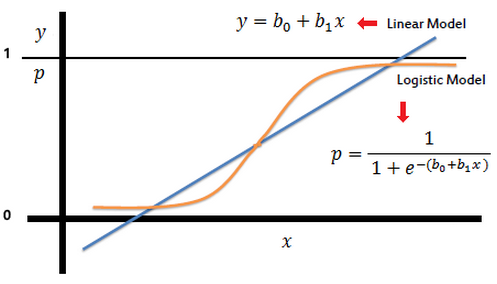 y
y = b₀ + b₁x
Linear Model
1
p
Logistic Model
p = 1 / (1 + e^−(b₀+b₁x))
0
x